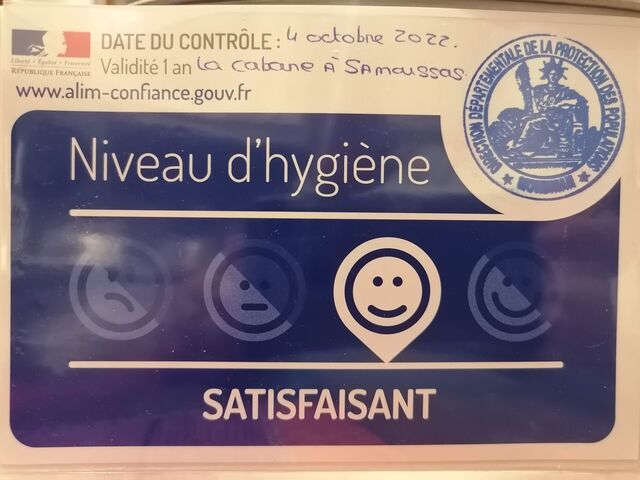 Liberté • Égalité • Fraternité
RÉPUBLIQUE FRANÇAISE
DATE DU CONTRÔLE : 4 octobre 2022.
Validité 1 an La cabane à Samoussas
www.alim-confiance.gouv.fr
DIRECTION DÉPARTEMENTALE DE LA PROTECTION DES POPULATIONS
Niveau d'hygiène
SATISFAISANT